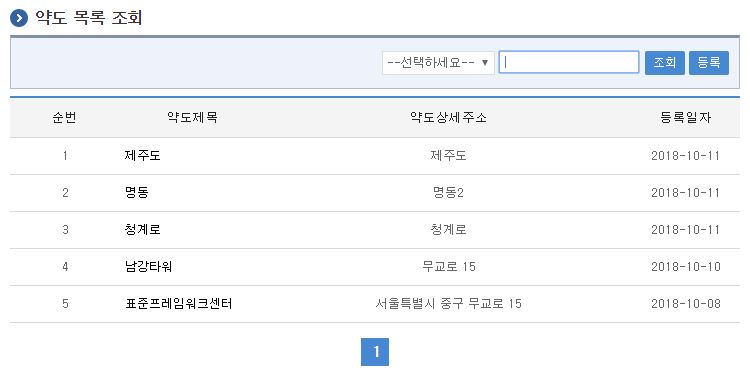 약도 목록 조회
--선택하세요-- 조회 등록
순번 약도제목 약도상세주소 등록일자
1 제주도 제주도 2018-10-11
2 명동 명동2 2018-10-11
3 청계로 청계로 2018-10-11
4 남강타워 무교로 15 2018-10-10
5 표준프레임워크센터 서울특별시 중구 무교로 15 2018-10-08
1